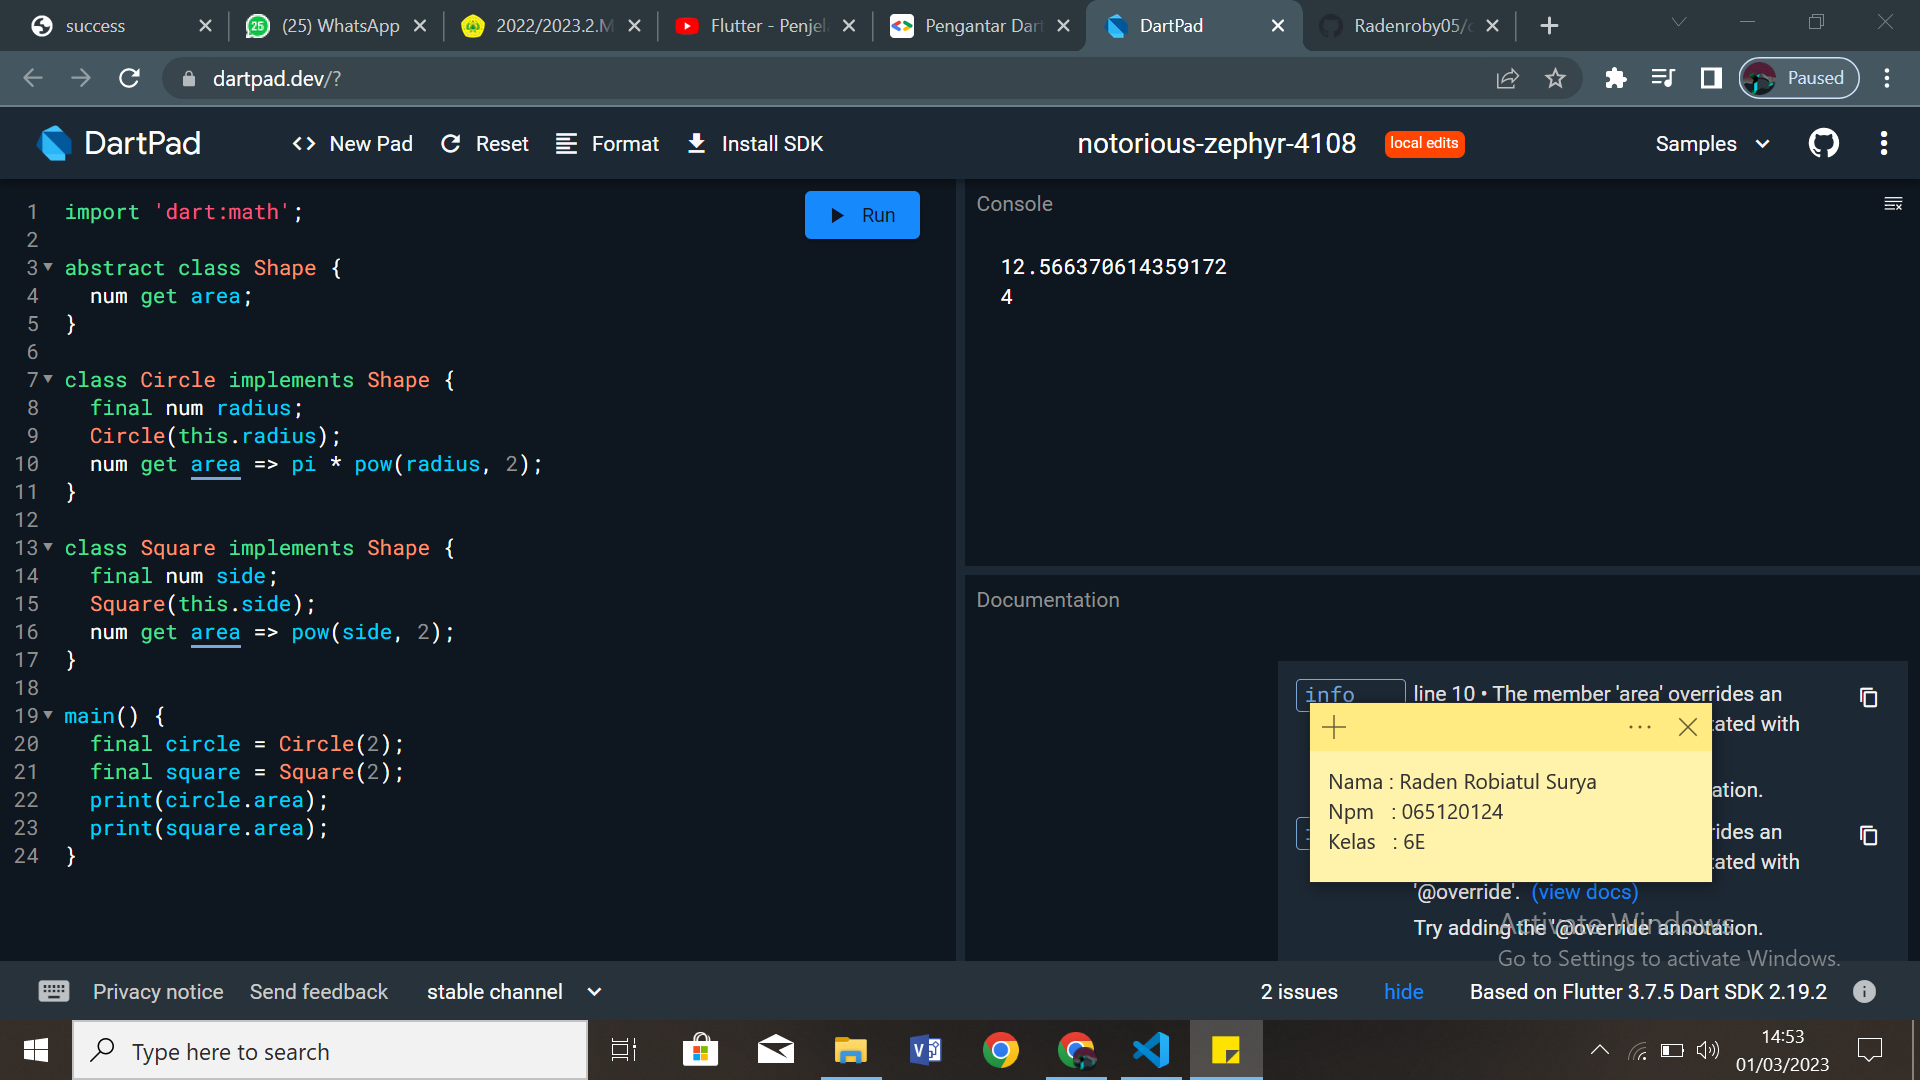 success
(25) WhatsApp
2022/2023.2.M
Flutter - Penjel
Pengantar Dar
DartPad
Radenroby05/
dartpad.dev/?
Paused
DartPad
<> New Pad
Reset
Format
Install SDK
notorious-zephyr-4108
local edits
Samples
Run
1 import 'dart:math';
2
3 abstract class Shape {
4 num get area;
5 }
6
7 class Circle implements Shape {
8 final num radius;
9 Circle(this.radius);
10 num get area => pi * pow(radius, 2);
11 }
12
13 class Square implements Shape {
14 final num side;
15 Square(this.side);
16 num get area => pow(side, 2);
17 }
18
19 main() {
20 final circle = Circle(2);
21 final square = Square(2);
22 print(circle.area);
23 print(square.area);
24 }
Console
12.566370614359172
4
Documentation
info line 10 • The member 'area' overrides an
ated with
ation.
rides an
ated with
'@override'. (view docs)
Try adding the '@override' annotation.
Nama : Raden Robiatul Surya
Npm : 065120124
Kelas : 6E
Activate Windows
Go to Settings to activate Windows.
Privacy notice
Send feedback
stable channel
2 issues
hide
Based on Flutter 3.7.5 Dart SDK 2.19.2
Type here to search
14:53
01/03/2023